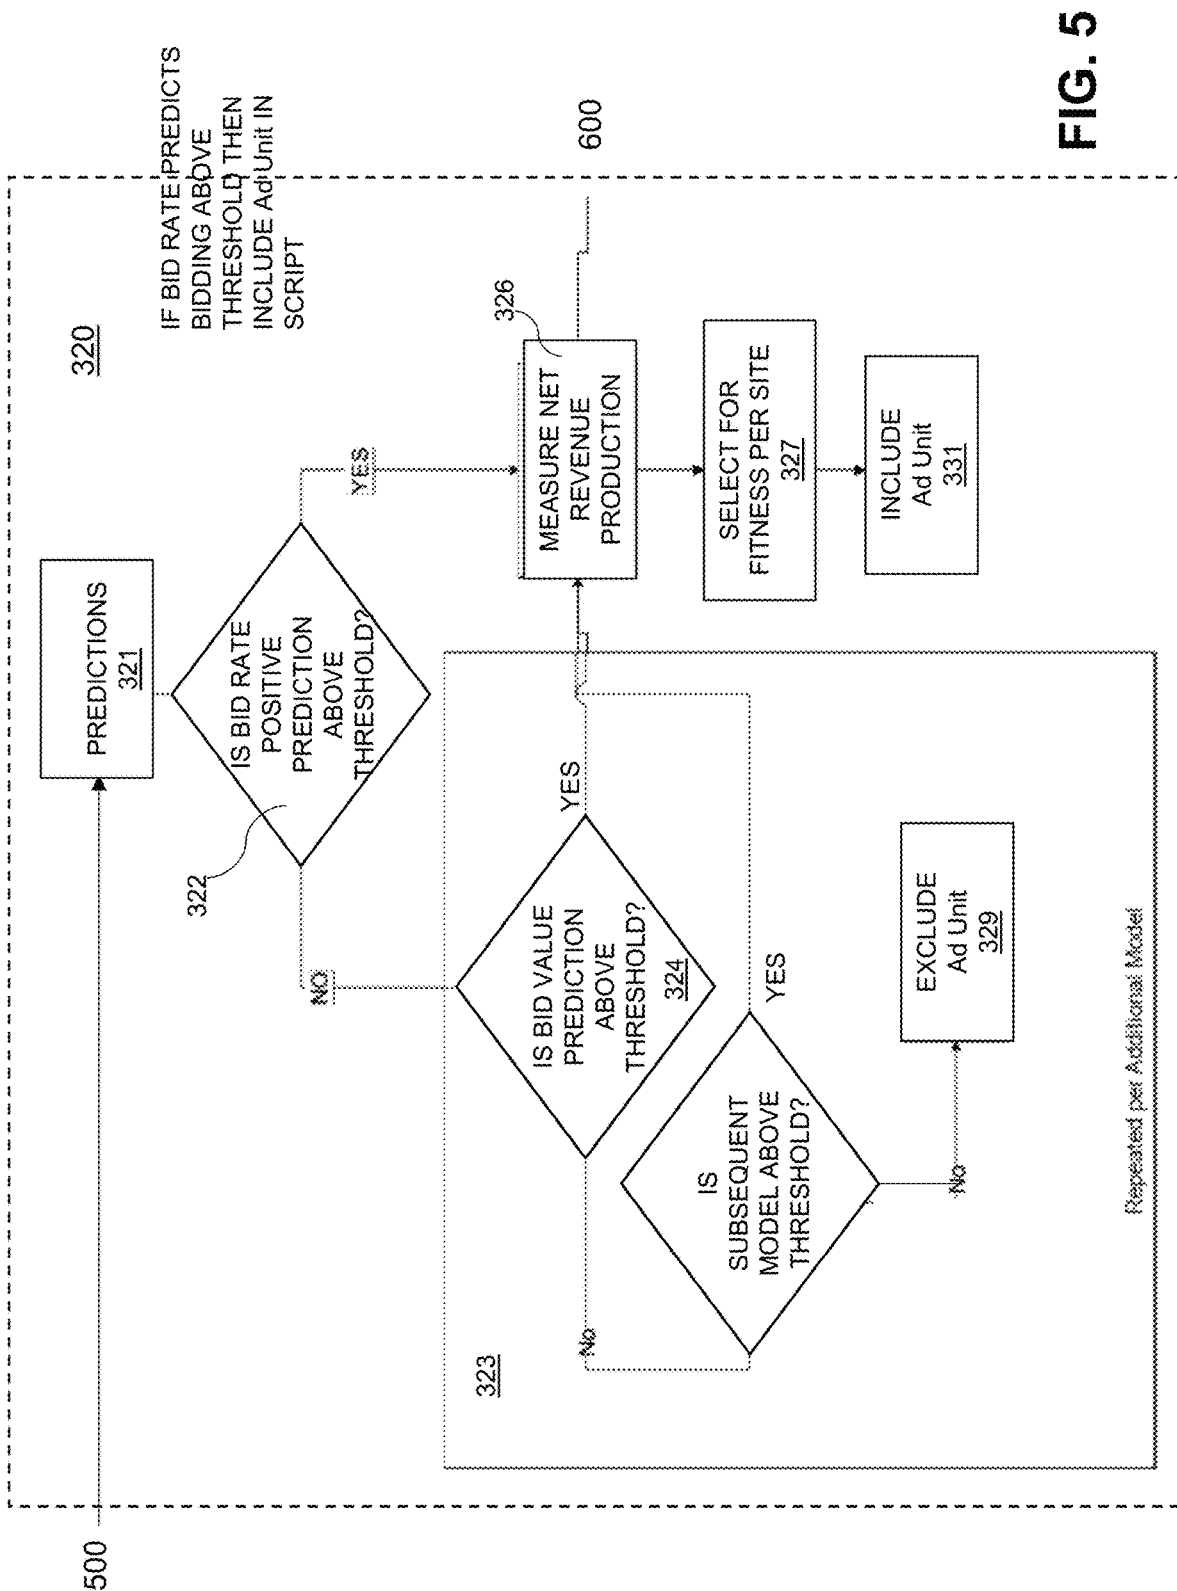 500
320
IF BID RATE PREDICTS
BIDDING ABOVE
THRESHOLD THEN
INCLUDE Ad Unit IN
SCRIPT
PREDICTIONS
321
322
IS BID RATE
POSITIVE
PREDICTION
ABOVE
THRESHOLD?
NO
YES
323
IS BID VALUE
PREDICTION
ABOVE
THRESHOLD?
324
YES
No
IS
SUBSEQUENT
MODEL ABOVE
THRESHOLD?
YES
No
EXCLUDE
Ad Unit
329
Repeated per Additional Model
326
MEASURE NET
REVENUE
PRODUCTION
600
SELECT FOR
FITNESS PER SITE
327
INCLUDE
Ad Unit
331
FIG. 5